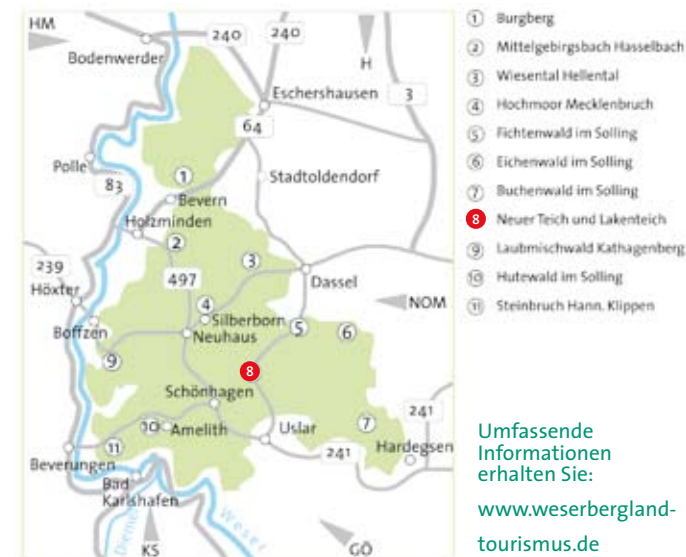 HM
240
240
Bodenwerder
H
Eschershausen
3
64
Polle
83
1
Stadtoldendorf
Bevern
Holzminden
2
239
497
3
Dassel
Höxter
4
NOM
Silberborn
5
6
Boffzen
Neuhaus
9
8
Schönhagen
241
10
Amelith
Uslar
7
11
241
Hardegsen
Beverungen
Bad
Karlshafen
Diemel
Weser
KS
GÖ
1 Burgberg
2 Mittelgebirgsbach Hasselbach
3 Wiesental Hellental
4 Hochmoor Mecklenbruch
5 Fichtenwald im Solling
6 Eichenwald im Solling
7 Buchenwald im Solling
8 Neuer Teich und Lakenteich
9 Laubmischwald Kathagenberg
10 Hutewald im Solling
11 Steinbruch Hann. Klippen
Umfassende
Informationen
erhalten Sie:
www.weserbergland-
tourismus.de